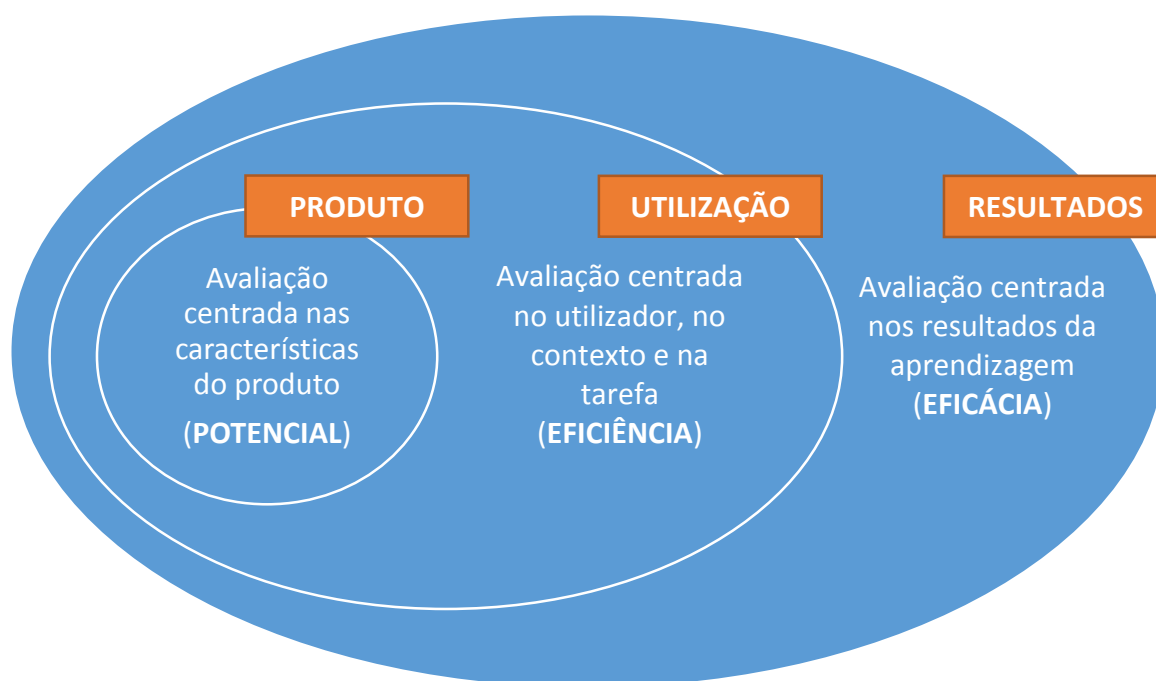 PRODUTO
Avaliação
centrada nas
características
do produto
(POTENCIAL)
UTILIZAÇÃO
Avaliação centrada
no utilizador, no
contexto e na
tarefa
(EFICIÊNCIA)
RESULTADOS
Avaliação centrada
nos resultados da
aprendizagem
(EFICÁCIA)